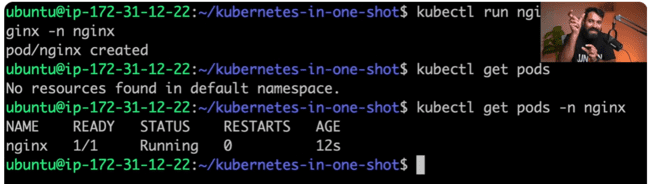 ubuntu@ip-172-31-12-22:~/kubernetes-in-one-shot$ kubectl run ngi
ginx -n nginx
pod/nginx created
ubuntu@ip-172-31-12-22:~/kubernetes-in-one-shot$ kubectl get pods
No resources found in default namespace.
ubuntu@ip-172-31-12-22:~/kubernetes-in-one-shot$ kubectl get pods -n nginx
NAME READY STATUS RESTARTS AGE
nginx 1/1 Running 0 12s
ubuntu@ip-172-31-12-22:~/kubernetes-in-one-shot$